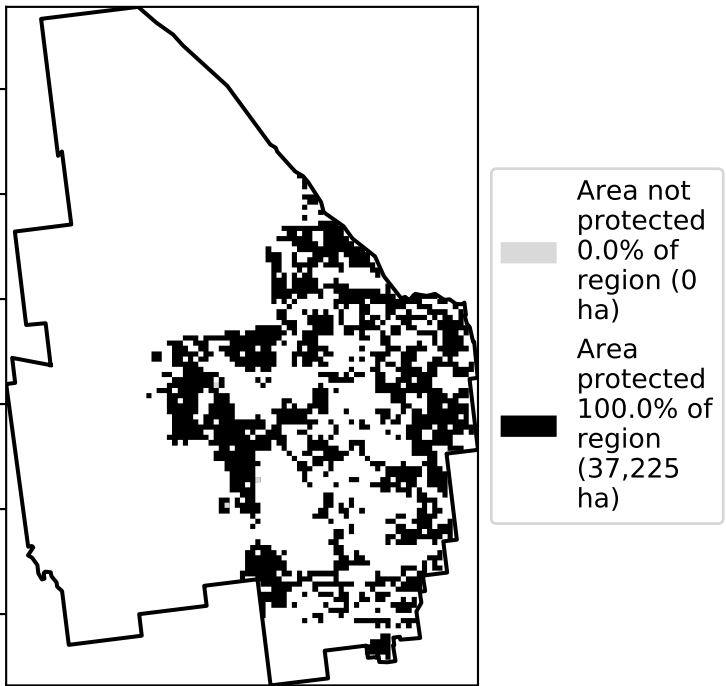 Area not
protected
0.0% of
region (0
ha)
Area
protected
100.0% of
region
(37,225
ha)